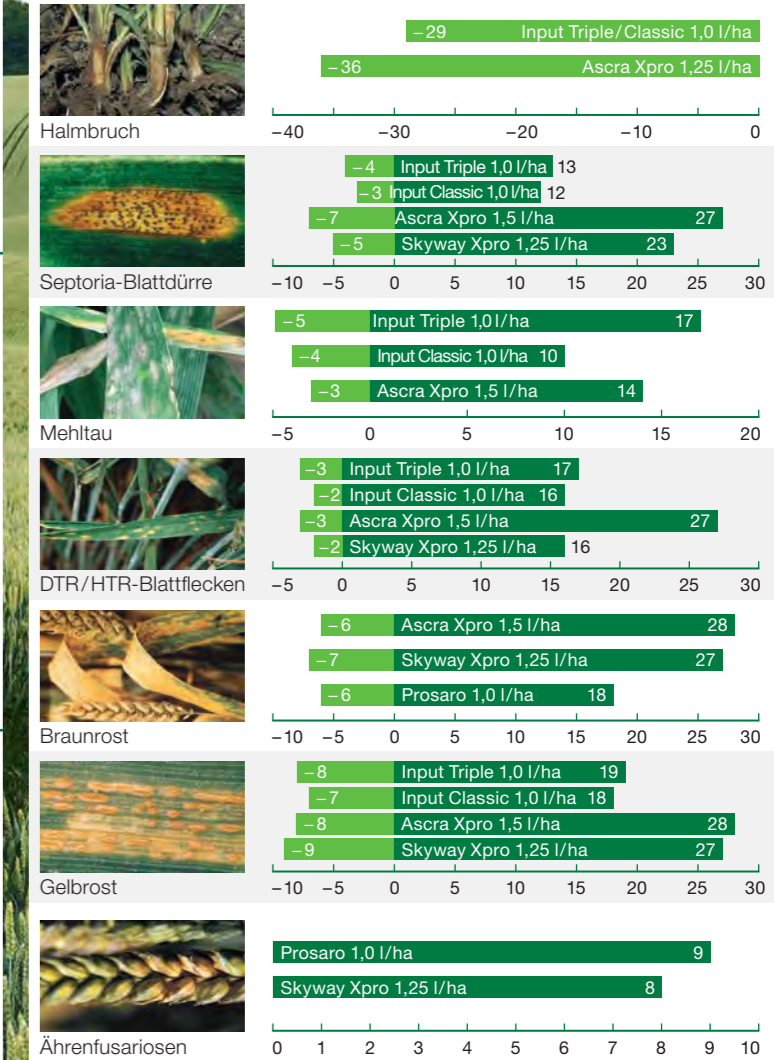 −29 Input Triple/Classic 1,0 l/ha
−36 Ascra Xpro 1,25 l/ha
Halmbruch
−40 −30 −20 −10 0
−4 Input Triple 1,0 l/ha 13
−3 Input Classic 1,0 l/ha 12
−7 Ascra Xpro 1,5 l/ha 27
−5 Skyway Xpro 1,25 l/ha 23
Septoria-Blattdürre
−10 −5 0 5 10 15 20 25 30
−5 Input Triple 1,0 l/ha 17
−4 Input Classic 1,0 l/ha 10
−3 Ascra Xpro 1,5 l/ha 14
Mehltau
−5 0 5 10 15 20
−3 Input Triple 1,0 l/ha 17
−2 Input Classic 1,0 l/ha 16
−3 Ascra Xpro 1,5 l/ha 27
−2 Skyway Xpro 1,25 l/ha 16
DTR/HTR-Blattflecken
−5 0 5 10 15 20 25 30
−6 Ascra Xpro 1,5 l/ha 28
−7 Skyway Xpro 1,25 l/ha 27
−6 Prosaro 1,0 l/ha 18
Braunrost
−10 −5 0 5 10 15 20 25 30
−8 Input Triple 1,0 l/ha 19
−7 Input Classic 1,0 l/ha 18
−8 Ascra Xpro 1,5 l/ha 28
−9 Skyway Xpro 1,25 l/ha 27
Gelbrost
−10 −5 0 5 10 15 20 25 30
Prosaro 1,0 l/ha 9
Skyway Xpro 1,25 l/ha 8
Ährenfusariosen
0 1 2 3 4 5 6 7 8 9 10